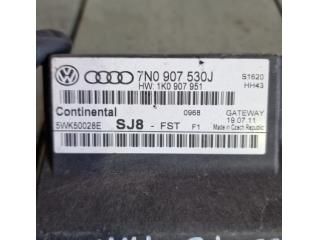 7N0 907 530J
S1620
HW: 1K0 907 951
HH43
Continental
0968
GATEWAY
5WK50028E
SJ8 - FST F1
19.07.11
Made in Czech Republic